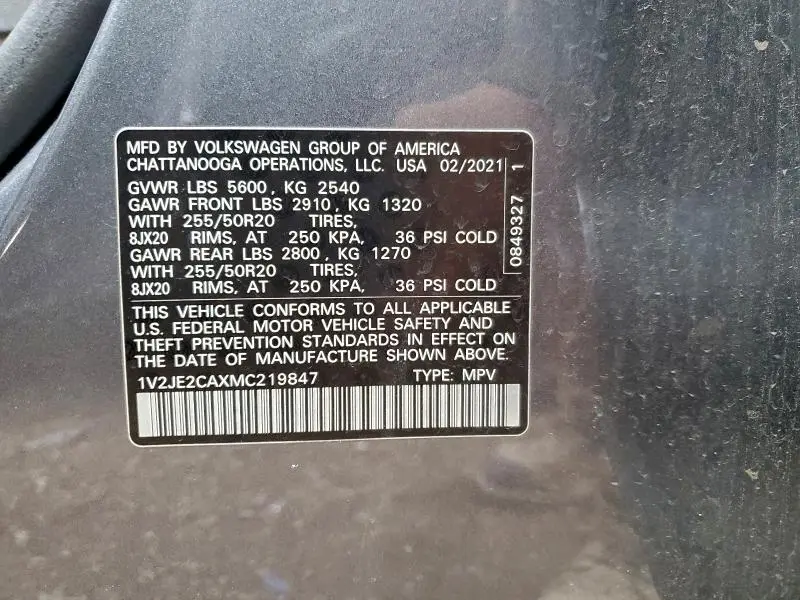 MFD BY VOLKSWAGEN GROUP OF AMERICA
CHATTANOOGA OPERATIONS, LLC. USA 02/2021
GVWR LBS 5600, KG 2540
GAWR FRONT LBS 2910, KG 1320
WITH 255/50R20 TIRES,
8JX20 RIMS, AT 250 KPA, 36 PSI COLD
GAWR REAR LBS 2800, KG 1270
WITH 255/50R20 TIRES,
8JX20 RIMS, AT 250 KPA, 36 PSI COLD
THIS VEHICLE CONFORMS TO ALL APPLICABLE
U.S. FEDERAL MOTOR VEHICLE SAFETY AND
THEFT PREVENTION STANDARDS IN EFFECT ON
THE DATE OF MANUFACTURE SHOWN ABOVE.
1V2JE2CAXMC219847 TYPE: MPV
0849327 1